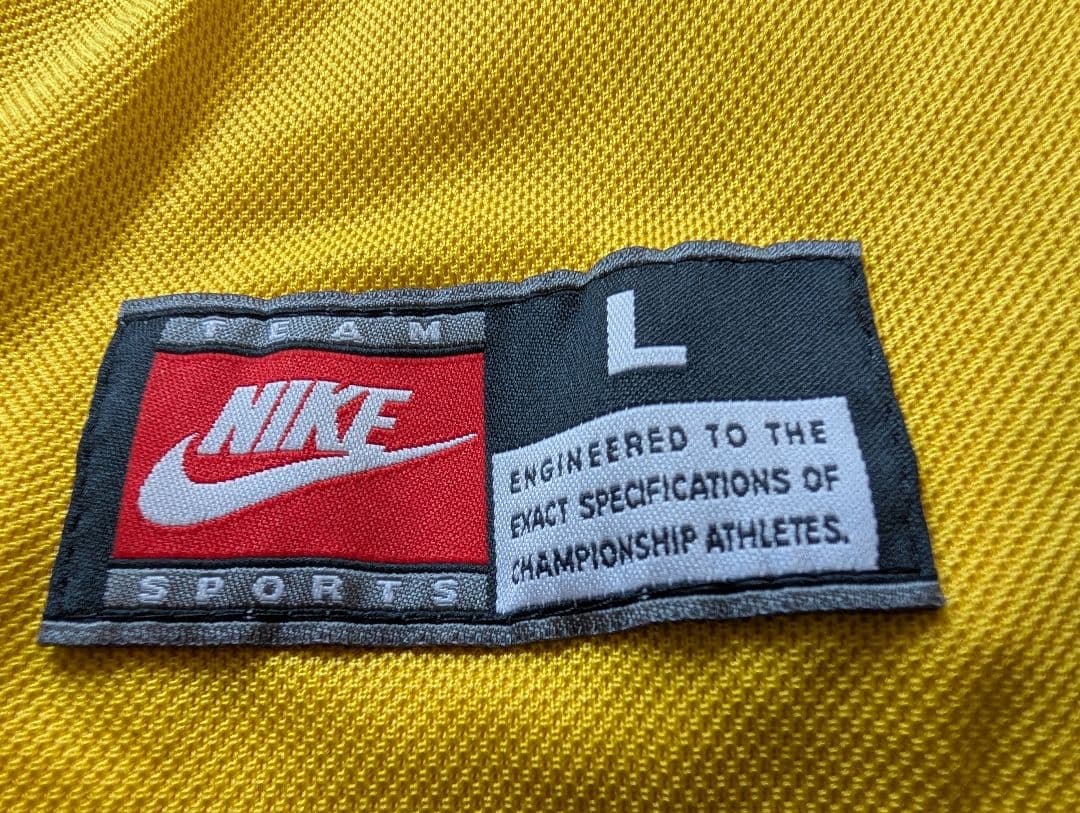 TEAM
NIKE
SPORTS
L
ENGINEERED TO THE
EXACT SPECIFICATIONS OF
CHAMPIONSHIP ATHLETES.